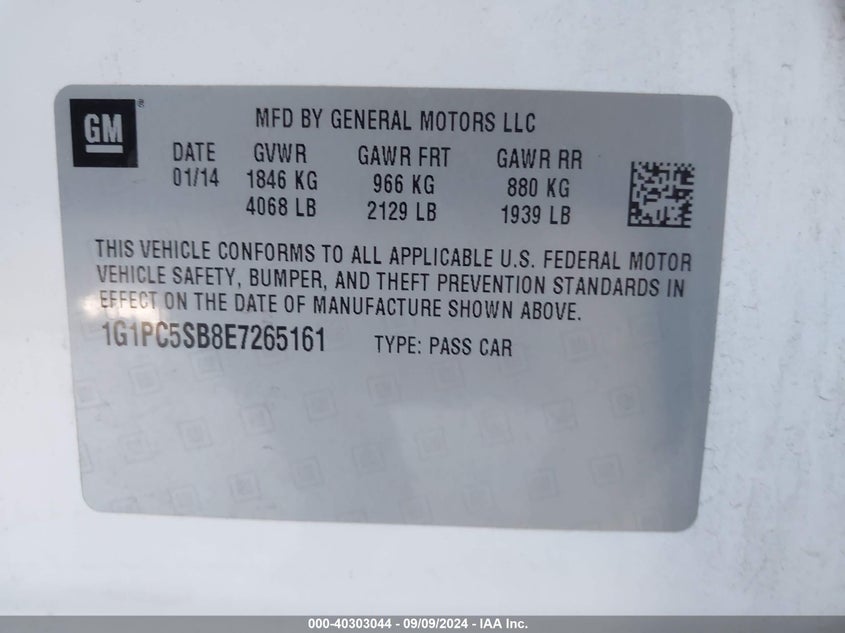 GM ®
MFD BY GENERAL MOTORS LLC
DATE GVWR GAWR FRT GAWR RR
01/14 1846 KG 966 KG 880 KG
4068 LB 2129 LB 1939 LB
THIS VEHICLE CONFORMS TO ALL APPLICABLE U.S. FEDERAL MOTOR
VEHICLE SAFETY, BUMPER, AND THEFT PREVENTION STANDARDS IN
EFFECT ON THE DATE OF MANUFACTURE SHOWN ABOVE.
1G1PC5SB8E7265161 TYPE: PASS CAR
000-40303044 - 09/09/2024 - IAA Inc.